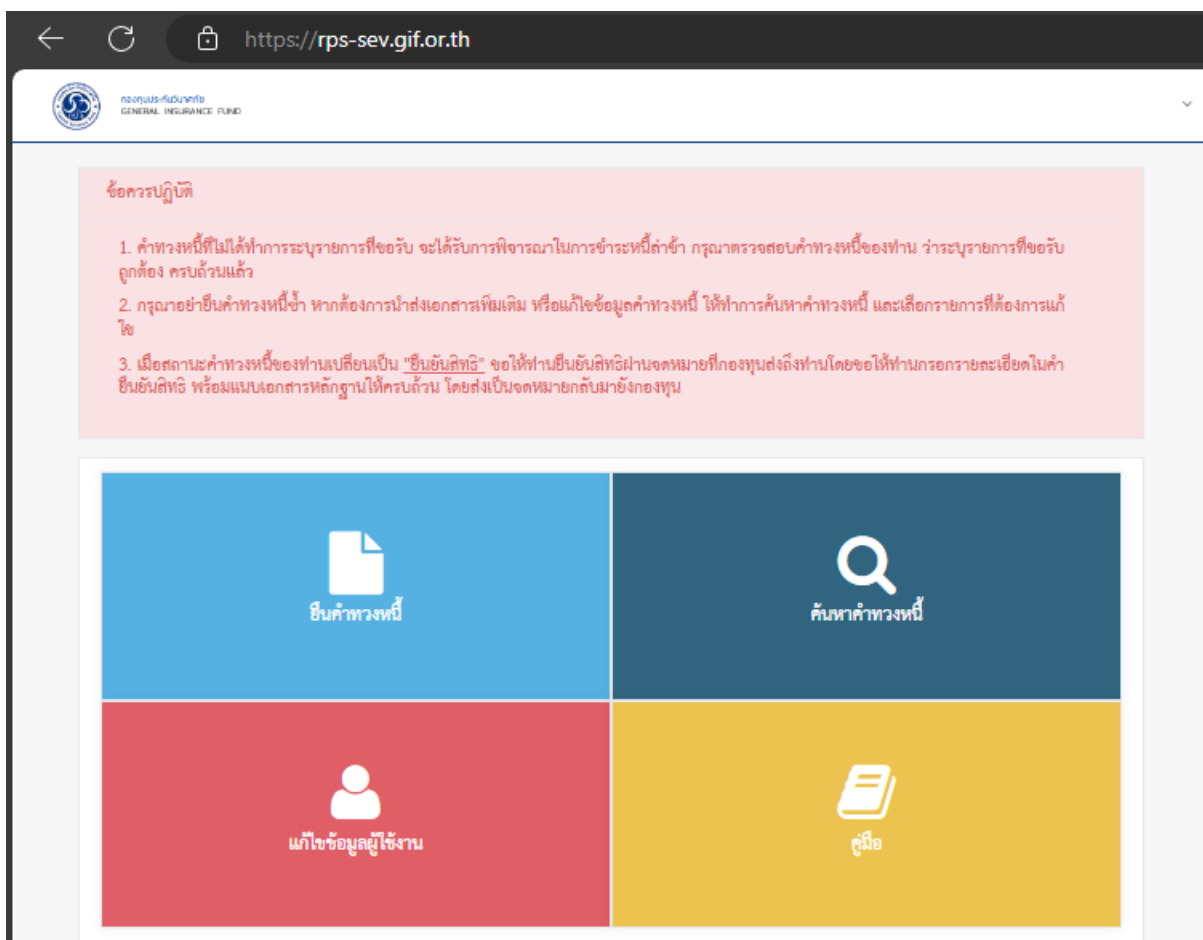 https://rps-sev.gif.or.th
กองทุนประกันวินาศภัย
GENERAL INSURANCE FUND
ข้อควรปฏิบัติ
1. คำทวงหนี้ที่ไม่ได้ทำการระบุรายการที่ขอรับ จะได้รับการพิจารณาในการชำระหนี้ล่าช้า กรุณาตรวจสอบคำทวงหนี้ของท่าน ว่าระบุรายการที่ขอรับ
ถูกต้อง ครบถ้วนแล้ว
2. กรุณาอย่ายื่นคำทวงหนี้ซ้ำ หากต้องการนำส่งเอกสารเพิ่มเติม หรือแก้ไขข้อมูลคำทวงหนี้ ให้ทำการค้นหาคำทวงหนี้ และเลือกรายการที่ต้องการแก้
ไข
3. เมื่อสถานะคำทวงหนี้ของท่านเปลี่ยนเป็น "ยืนยันสิทธิ" ขอให้ท่านยืนยันสิทธิผ่านจดหมายที่กองทุนส่งถึงท่านโดยขอให้ท่านกรอกรายละเอียดในคำ
ยืนยันสิทธิ พร้อมแนบเอกสารหลักฐานให้ครบถ้วน โดยส่งเป็นจดหมายกลับมายังกองทุน
ยื่นคำทวงหนี้
ค้นหาคำทวงหนี้
แก้ไขข้อมูลผู้ใช้งาน
คู่มือ